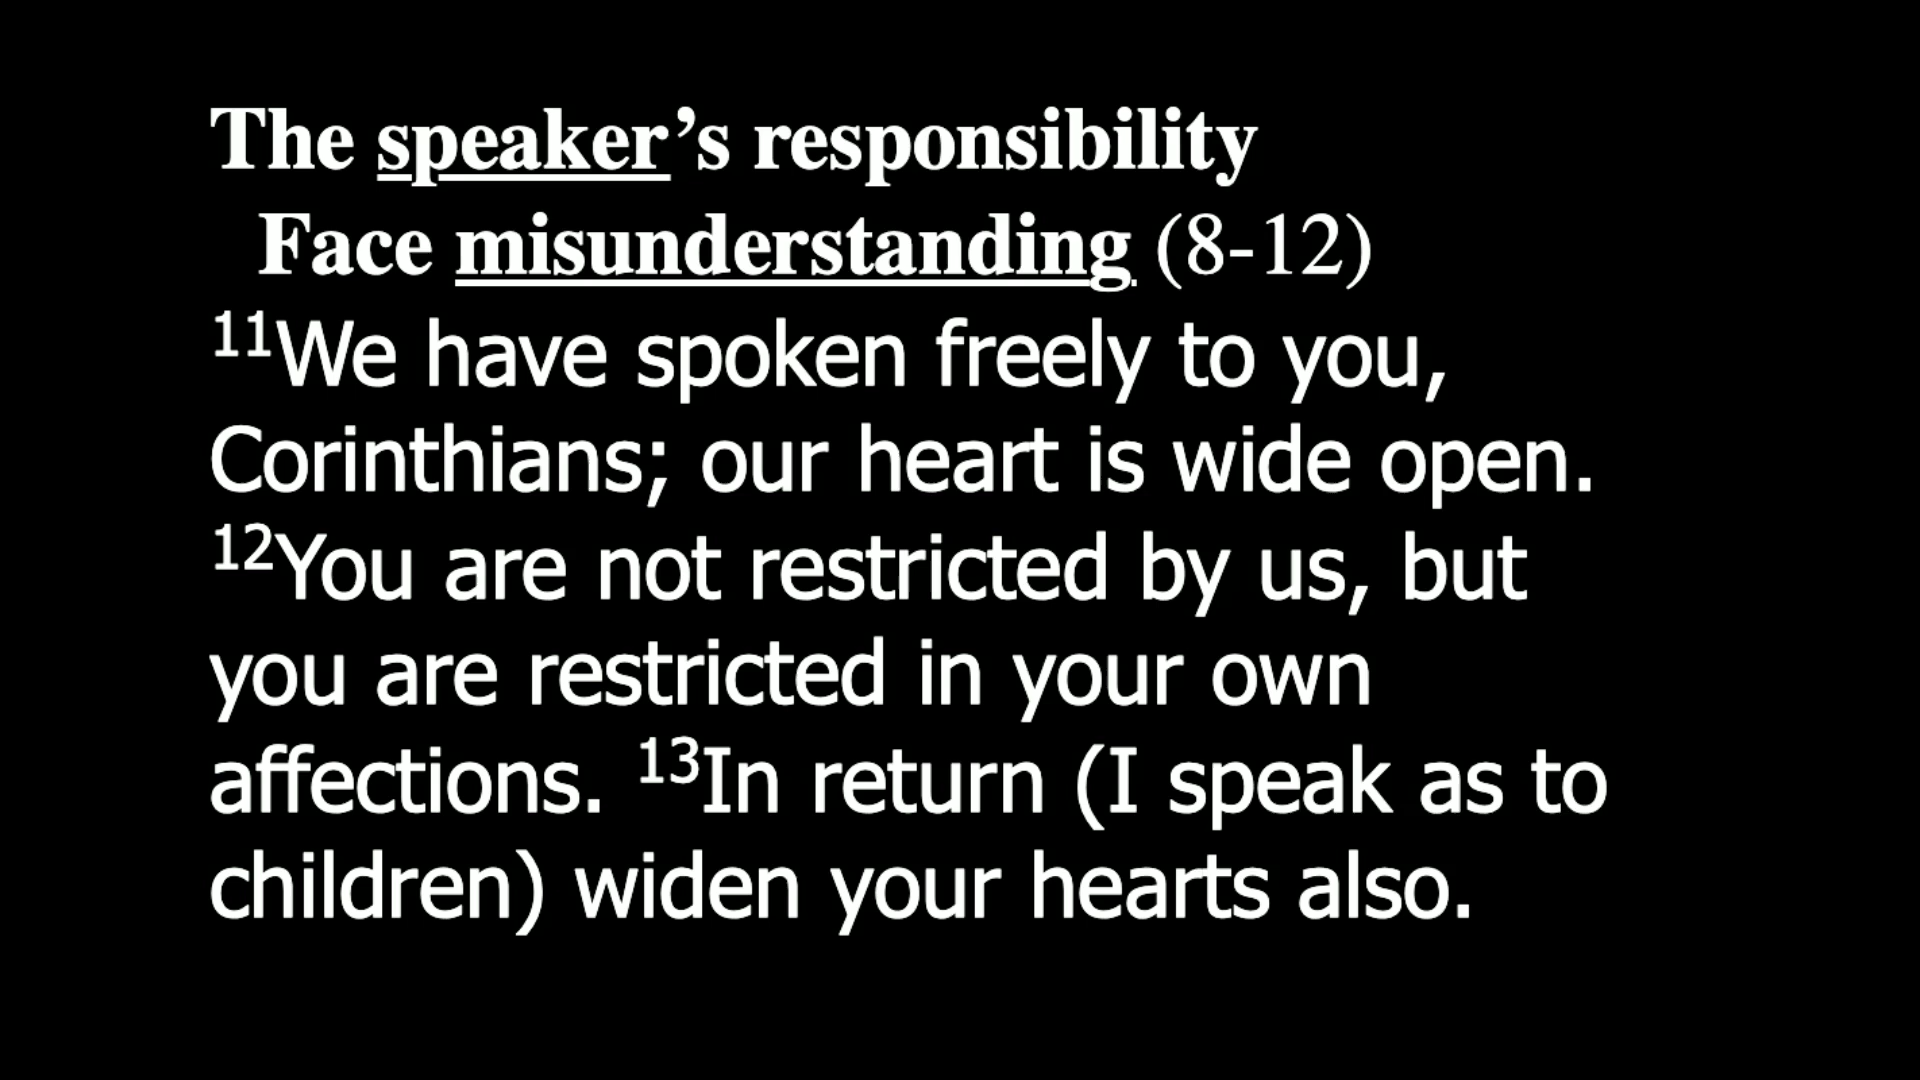 The speaker’s responsibility
Face misunderstanding (8-12)
¹¹We have spoken freely to you,
Corinthians; our heart is wide open.
¹²You are not restricted by us, but
you are restricted in your own
affections. ¹³In return (I speak as to
children) widen your hearts also.